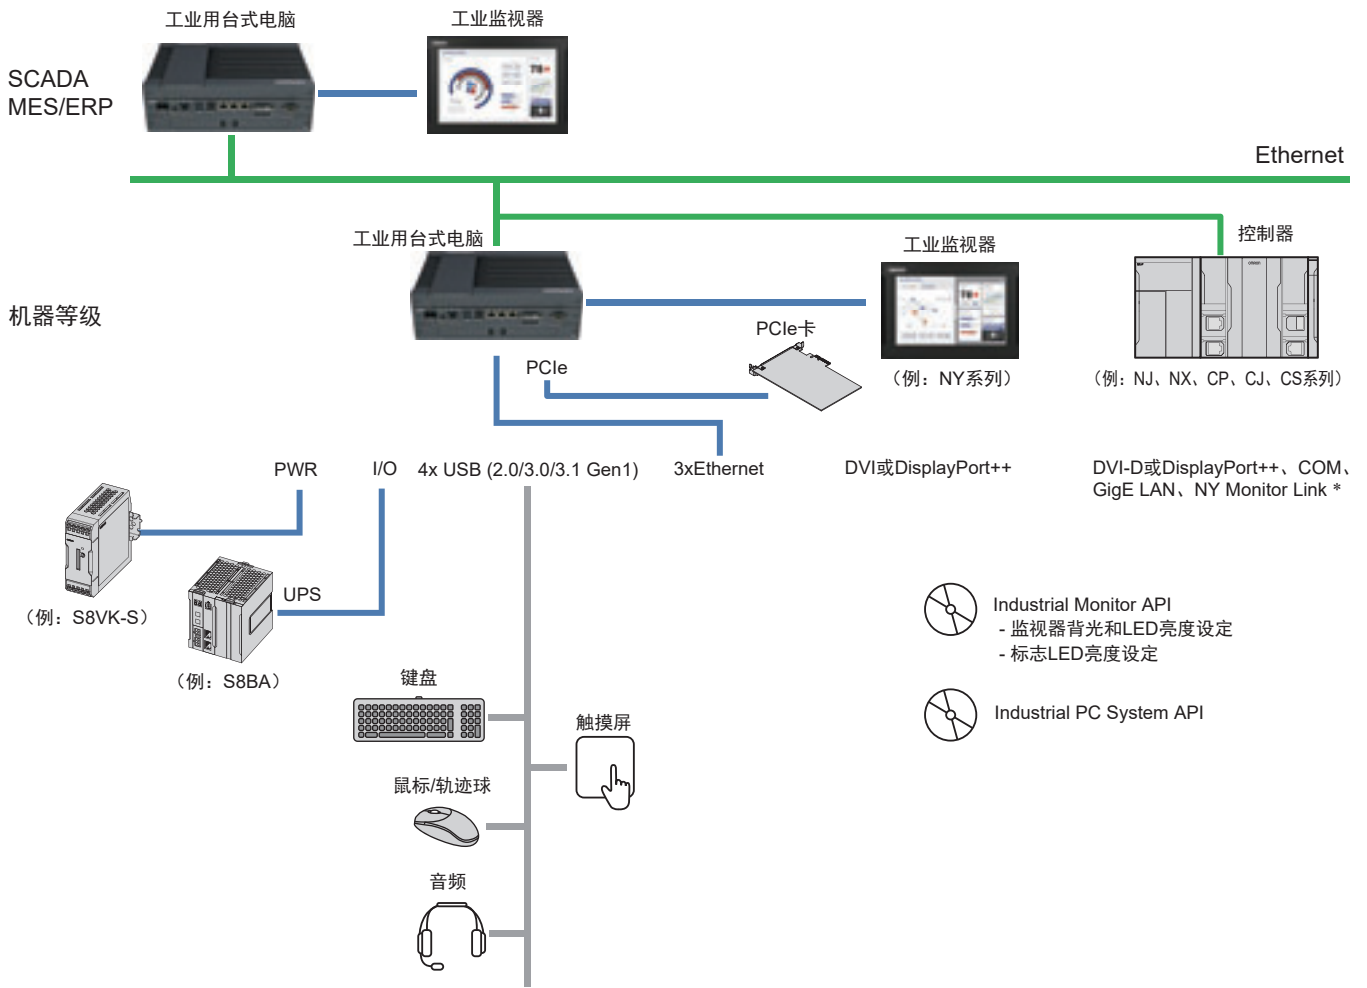 工业用台式电脑
工业监视器
SCADA
MES/ERP
Ethernet
工业用台式电脑
工业监视器
控制器
机器等级
PCIe卡
PCIe
（例：NY系列）
（例：NJ、NX、CP、CJ、CS系列）
PWR
I/O
4x USB (2.0/3.0/3.1 Gen1)
3xEthernet
DVI或DisplayPort++
DVI-D或DisplayPort++、COM、
GigE LAN、NY Monitor Link *
UPS
（例：S8VK-S）
（例：S8BA）
Industrial Monitor API
- 监视器背光和LED亮度设定
- 标志LED亮度设定
键盘
Industrial PC System API
触摸屏
鼠标/轨迹球
音频